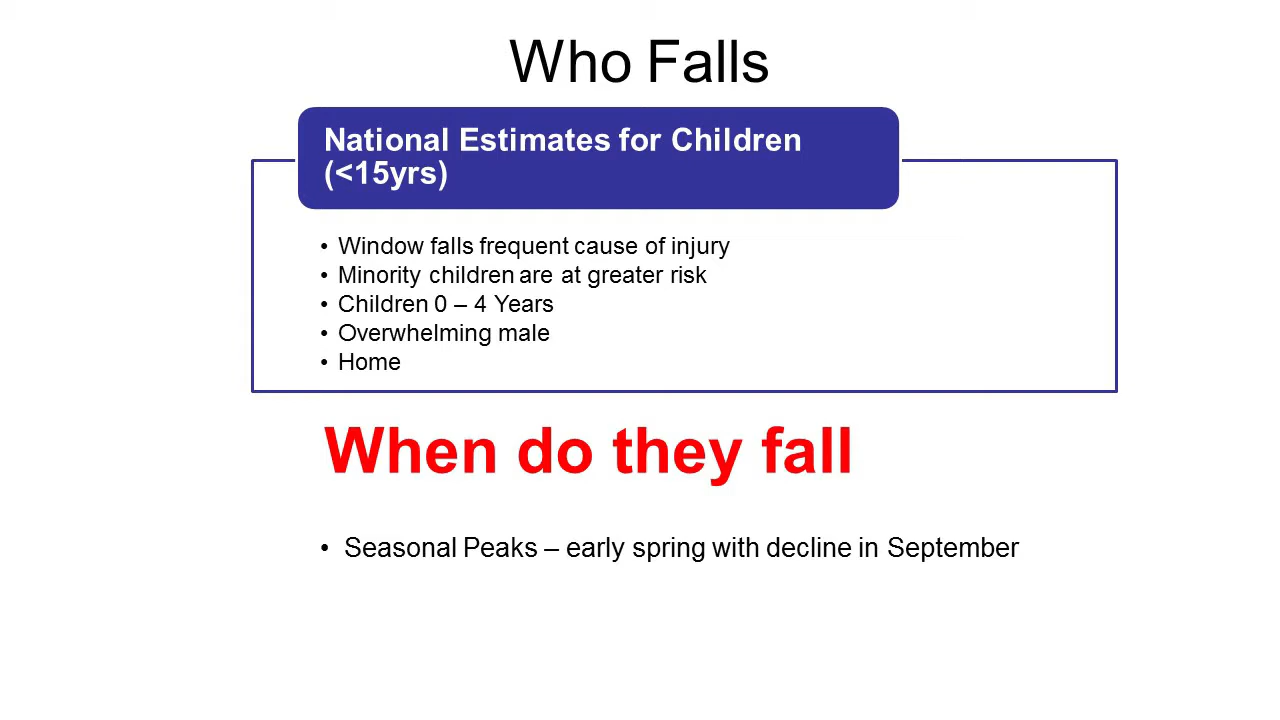 Who Falls
National Estimates for Children
(<15yrs)
• Window falls frequent cause of injury
• Minority children are at greater risk
• Children 0 – 4 Years
• Overwhelming male
• Home
When do they fall
• Seasonal Peaks – early spring with decline in September